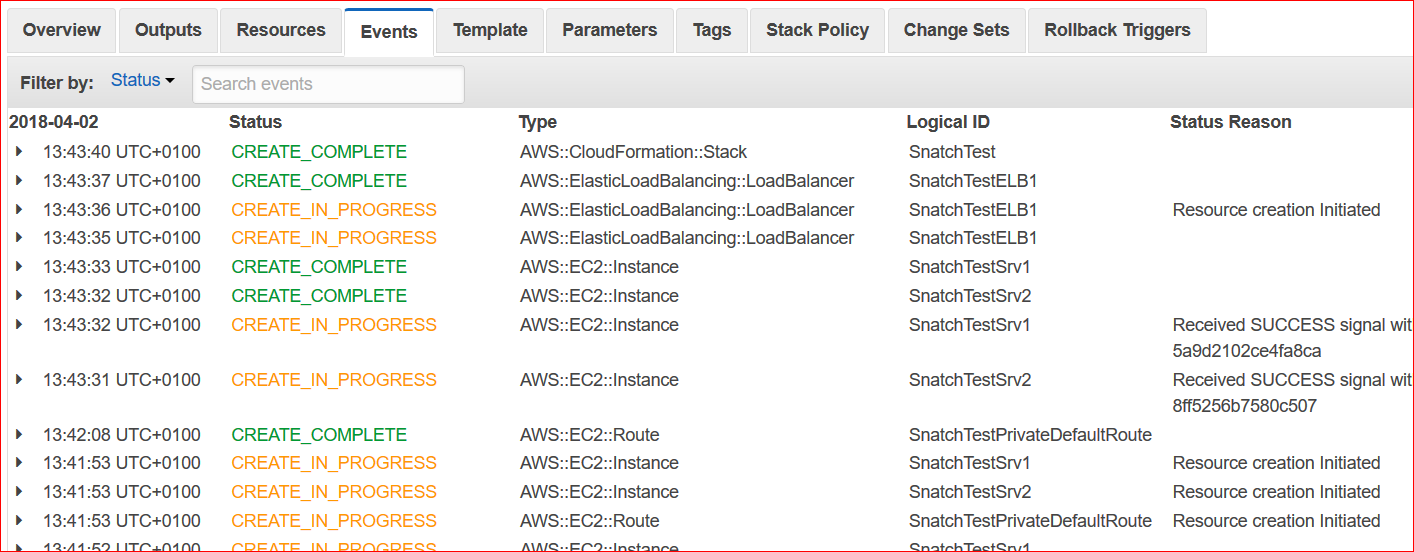 Overview Outputs Resources Events Template Parameters Tags Stack Policy Change Sets Rollback Triggers
Filter by: Status Search events
2018-04-02 Status Type Logical ID Status Reason
13:43:40 UTC+0100 CREATE_COMPLETE AWS::CloudFormation::Stack SnatchTest
13:43:37 UTC+0100 CREATE_COMPLETE AWS::ElasticLoadBalancing::LoadBalancer SnatchTestELB1
13:43:36 UTC+0100 CREATE_IN_PROGRESS AWS::ElasticLoadBalancing::LoadBalancer SnatchTestELB1 Resource creation Initiated
13:43:35 UTC+0100 CREATE_IN_PROGRESS AWS::ElasticLoadBalancing::LoadBalancer SnatchTestELB1
13:43:33 UTC+0100 CREATE_COMPLETE AWS::EC2::Instance SnatchTestSrv1
13:43:32 UTC+0100 CREATE_COMPLETE AWS::EC2::Instance SnatchTestSrv2
13:43:32 UTC+0100 CREATE_IN_PROGRESS AWS::EC2::Instance SnatchTestSrv1 Received SUCCESS signal wit
5a9d2102ce4fa8ca
13:43:31 UTC+0100 CREATE_IN_PROGRESS AWS::EC2::Instance SnatchTestSrv2 Received SUCCESS signal wit
8ff5256b7580c507
13:42:08 UTC+0100 CREATE_COMPLETE AWS::EC2::Route SnatchTestPrivateDefaultRoute
13:41:53 UTC+0100 CREATE_IN_PROGRESS AWS::EC2::Instance SnatchTestSrv1 Resource creation Initiated
13:41:53 UTC+0100 CREATE_IN_PROGRESS AWS::EC2::Instance SnatchTestSrv2 Resource creation Initiated
13:41:53 UTC+0100 CREATE_IN_PROGRESS AWS::EC2::Route SnatchTestPrivateDefaultRoute Resource creation Initiated
13:41:52 UTC+0100 CREATE_IN_PROGRESS AWS::EC2::Instance SnatchTestSrv1